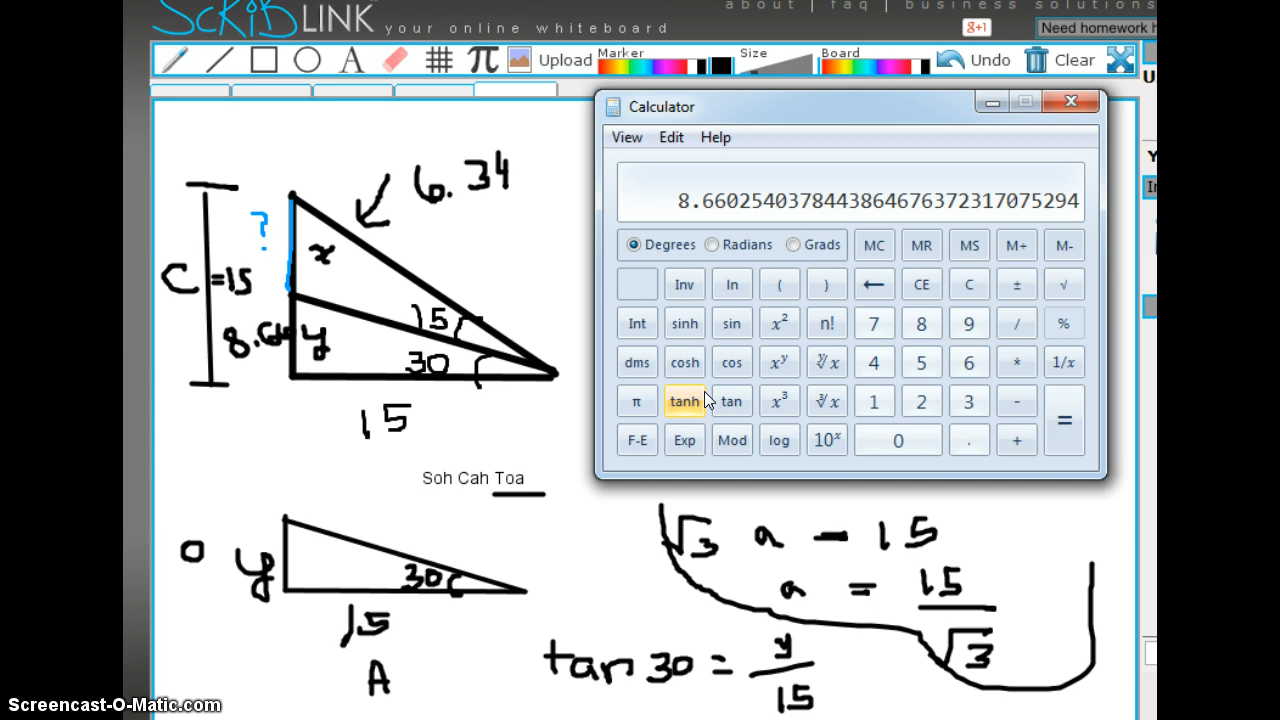 SCRIBLINK
your online whiteboard
about | faq | business solutions
g+1
Need homework h
A
π
Upload
Marker
Size
Board
Undo
Clear
Calculator
View Edit Help
8.6602540378443864676372317075294
Degrees Radians Grads MC MR MS M+ M-
Inv ln ( ) ← CE C ± √
Int sinh sin x² n! 7 8 9 / %
dms cosh cos xʸ ʸ√x 4 5 6 * 1/x
π tanh tan x³ ³√x 1 2 3 - =
F-E Exp Mod log 10ˣ 0 . +
6.34
?
x
C =15
15
8.66 y
30
15
Soh Cah Toa
O y
30
15
A
√3 a = 15
a = 15/√3
tan 30 = y/15
Screencast-O-Matic.com